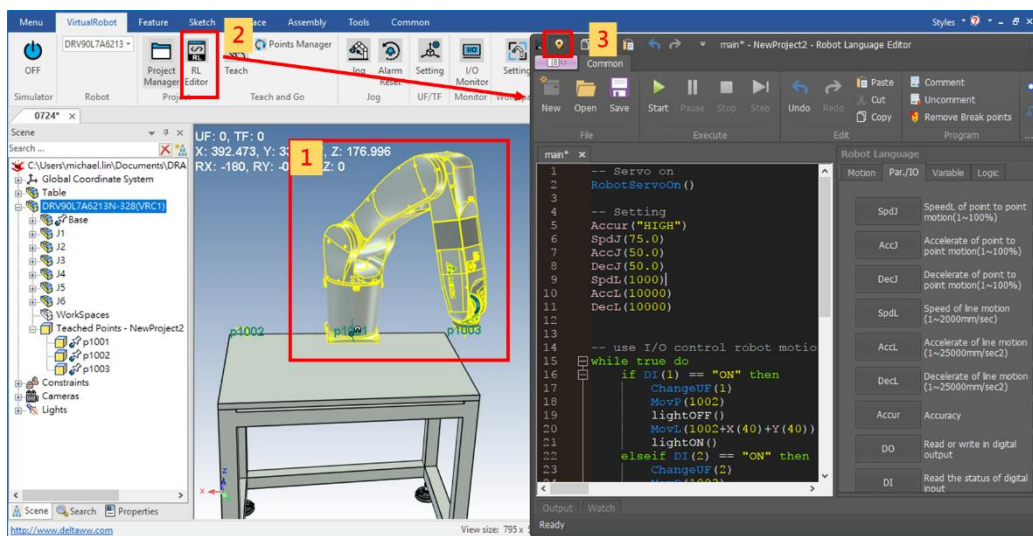 Menu VirtualRobot Feature Sketch ace Assembly Tools Common
Styles
DRV90L7A6213
OFF
Project Manager
RL Editor
2
Points Manager
Teach
Jog
Alarm Reset
Setting
I/O Monitor
Setting
Simulator Robot Project Teach and Go Jog UF/TF Monitor
0724*
Scene
Search ...
C:\Users\michael.lin\Documents\DRA
Global Coordinate System
Table
DRV90L7A6213N-328(VRC1)
Base
J1
J2
J3
J4
J5
J6
WorkSpaces
Teached Points - NewProject2
p1001
p1002
p1003
Constraints
Cameras
Lights
Scene Search Properties
http://www.deltaww.com
View size: 795 x
UF: 0, TF: 0
X: 392.473, Y: 33 Z: 176.996
RX: -180, RY: -0 Z: 0
1
p1002 p1001 p1003
z
x
3
main* - NewProject2 - Robot Language Editor
Common
New Open Save Start Pause Stop Step Undo Redo
Paste
Cut
Copy
Comment
Uncomment
Remove Break points
File Execute Edit Program
main*
1 -- Servo on
2 RobotServoOn()
3
4 -- Setting
5 Accur("HIGH")
6 SpdJ(75.0)
7 AccJ(50.0)
8 DecJ(50.0)
9 SpdL(1000)
10 AccL(10000)
11 DecL(10000)
12
13
14 -- use I/O control robot motio
15 while true do
16 if DI(1) == "ON" then
17 ChangeUF(1)
18 MovP(1002)
19 lightOFF()
20 MovL(1002+X(40)+Y(40))
21 lightON()
22 elseif DI(2) == "ON" then
23 ChangeUF(2)
Robot Language
Motion Par./IO Variable Logic
SpdJ SpeedL of point to point motion(1~100%)
AccJ Accelerate of point to point motion(1~100%)
DecJ Decelerate of point to point motion(1~100%)
SpdL Speed of line motion (1~2000mm/sec)
AccL Accelerate of line motion (1~25000mm/sec2)
DecL Decelerate of line motion (1~25000mm/sec2)
Accur Accuracy
DO Read or write in digital output
DI Read the status of digital input
Output Watch
Ready